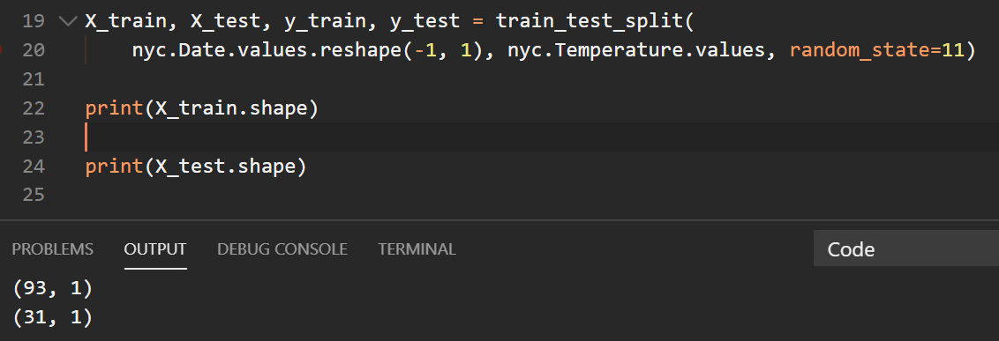 19 X_train, X_test, y_train, y_test = train_test_split(
20 nyc.Date.values.reshape(-1, 1), nyc.Temperature.values, random_state=11)
21
22 print(X_train.shape)
23
24 print(X_test.shape)
25
PROBLEMS OUTPUT DEBUG CONSOLE TERMINAL Code
(93, 1)
(31, 1)